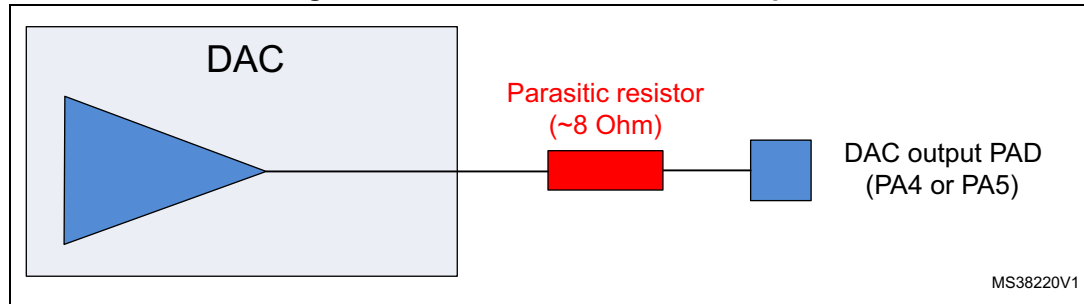 DAC
Parasitic resistor
(~8 Ohm)
DAC output PAD
(PA4 or PA5)
MS38220V1